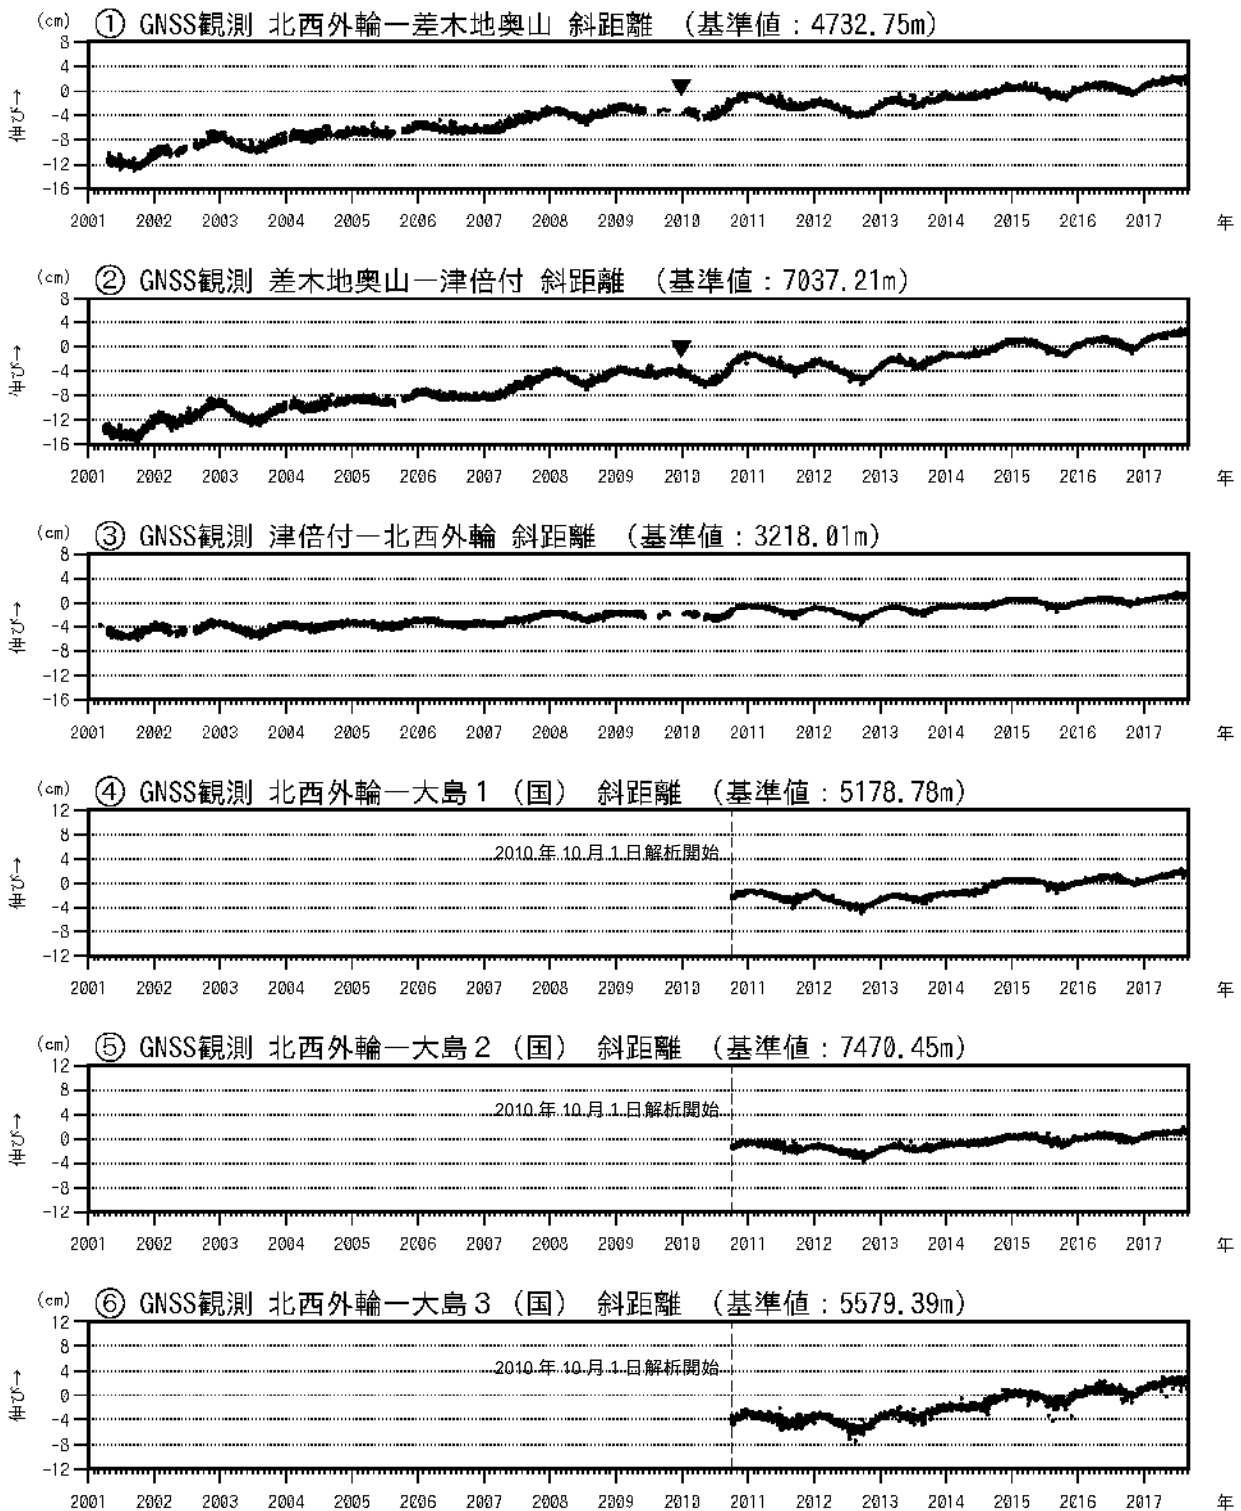 (cm) ① GNSS観測 北西外輪ー差木地奥山 斜距離 (基準値：4732.75m)
8
4
0
-4
-8
-12
-16
伸び→
2001 2002 2003 2004 2005 2006 2007 2008 2009 2010 2011 2012 2013 2014 2015 2016 2017 年
(cm) ② GNSS観測 差木地奥山ー津倍付 斜距離 (基準値：7037.21m)
8
4
0
-4
-8
-12
-16
伸び→
2001 2002 2003 2004 2005 2006 2007 2008 2009 2010 2011 2012 2013 2014 2015 2016 2017 年
(cm) ③ GNSS観測 津倍付ー北西外輪 斜距離 (基準値：3218.01m)
8
4
0
-4
-8
-12
-16
伸び→
2001 2002 2003 2004 2005 2006 2007 2008 2009 2010 2011 2012 2013 2014 2015 2016 2017 年
(cm) ④ GNSS観測 北西外輪ー大島1 (国) 斜距離 (基準値：5178.78m)
12
8
4
0
-4
-8
-12
伸び→
2010年10月1日解析開始
2001 2002 2003 2004 2005 2006 2007 2008 2009 2010 2011 2012 2013 2014 2015 2016 2017 年
(cm) ⑤ GNSS観測 北西外輪ー大島2 (国) 斜距離 (基準値：7470.45m)
12
8
4
0
-4
-8
-12
伸び→
2010年10月1日解析開始
2001 2002 2003 2004 2005 2006 2007 2008 2009 2010 2011 2012 2013 2014 2015 2016 2017 年
(cm) ⑥ GNSS観測 北西外輪ー大島3 (国) 斜距離 (基準値：5579.39m)
12
8
4
0
-4
-8
-12
伸び→
2010年10月1日解析開始
2001 2002 2003 2004 2005 2006 2007 2008 2009 2010 2011 2012 2013 2014 2015 2016 2017 年